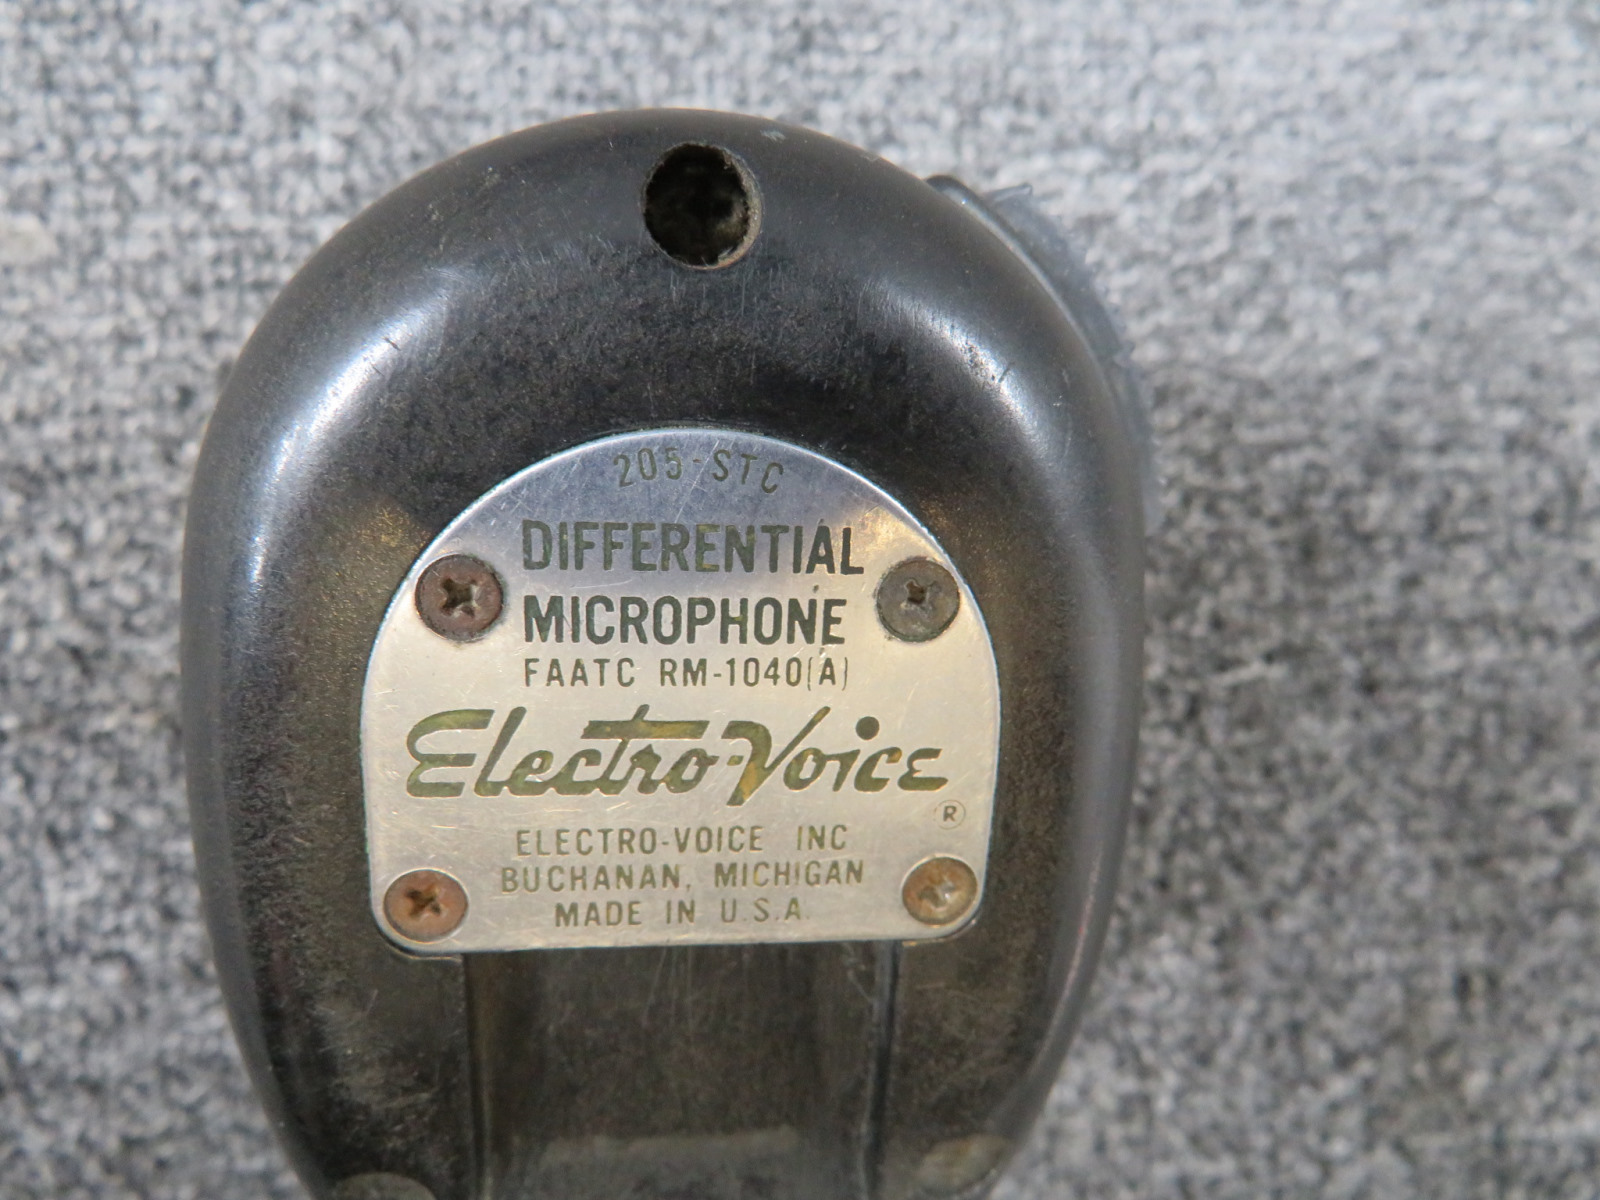 205-STC
DIFFERENTIAL
MICROPHONE
FAATC RM-1040(A)
Electro-Voice
®
ELECTRO-VOICE INC
BUCHANAN, MICHIGAN
MADE IN U.S.A.